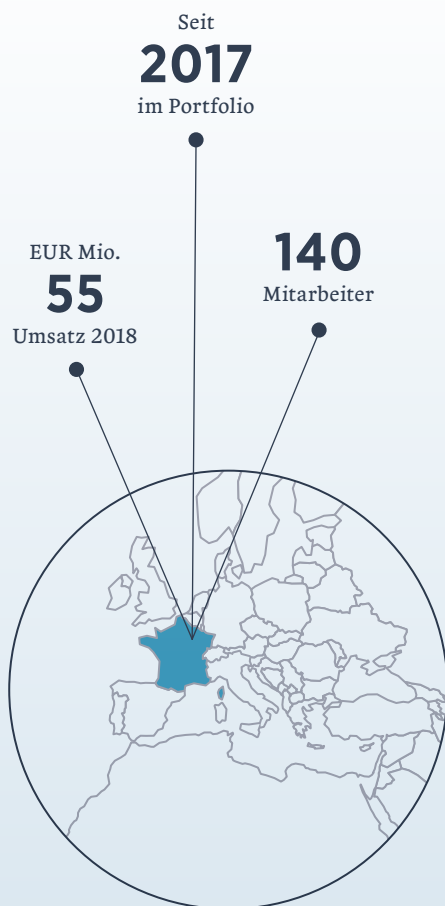 Seit
2017
im Portfolio
EUR Mio.
55
Umsatz 2018
140
Mitarbeiter